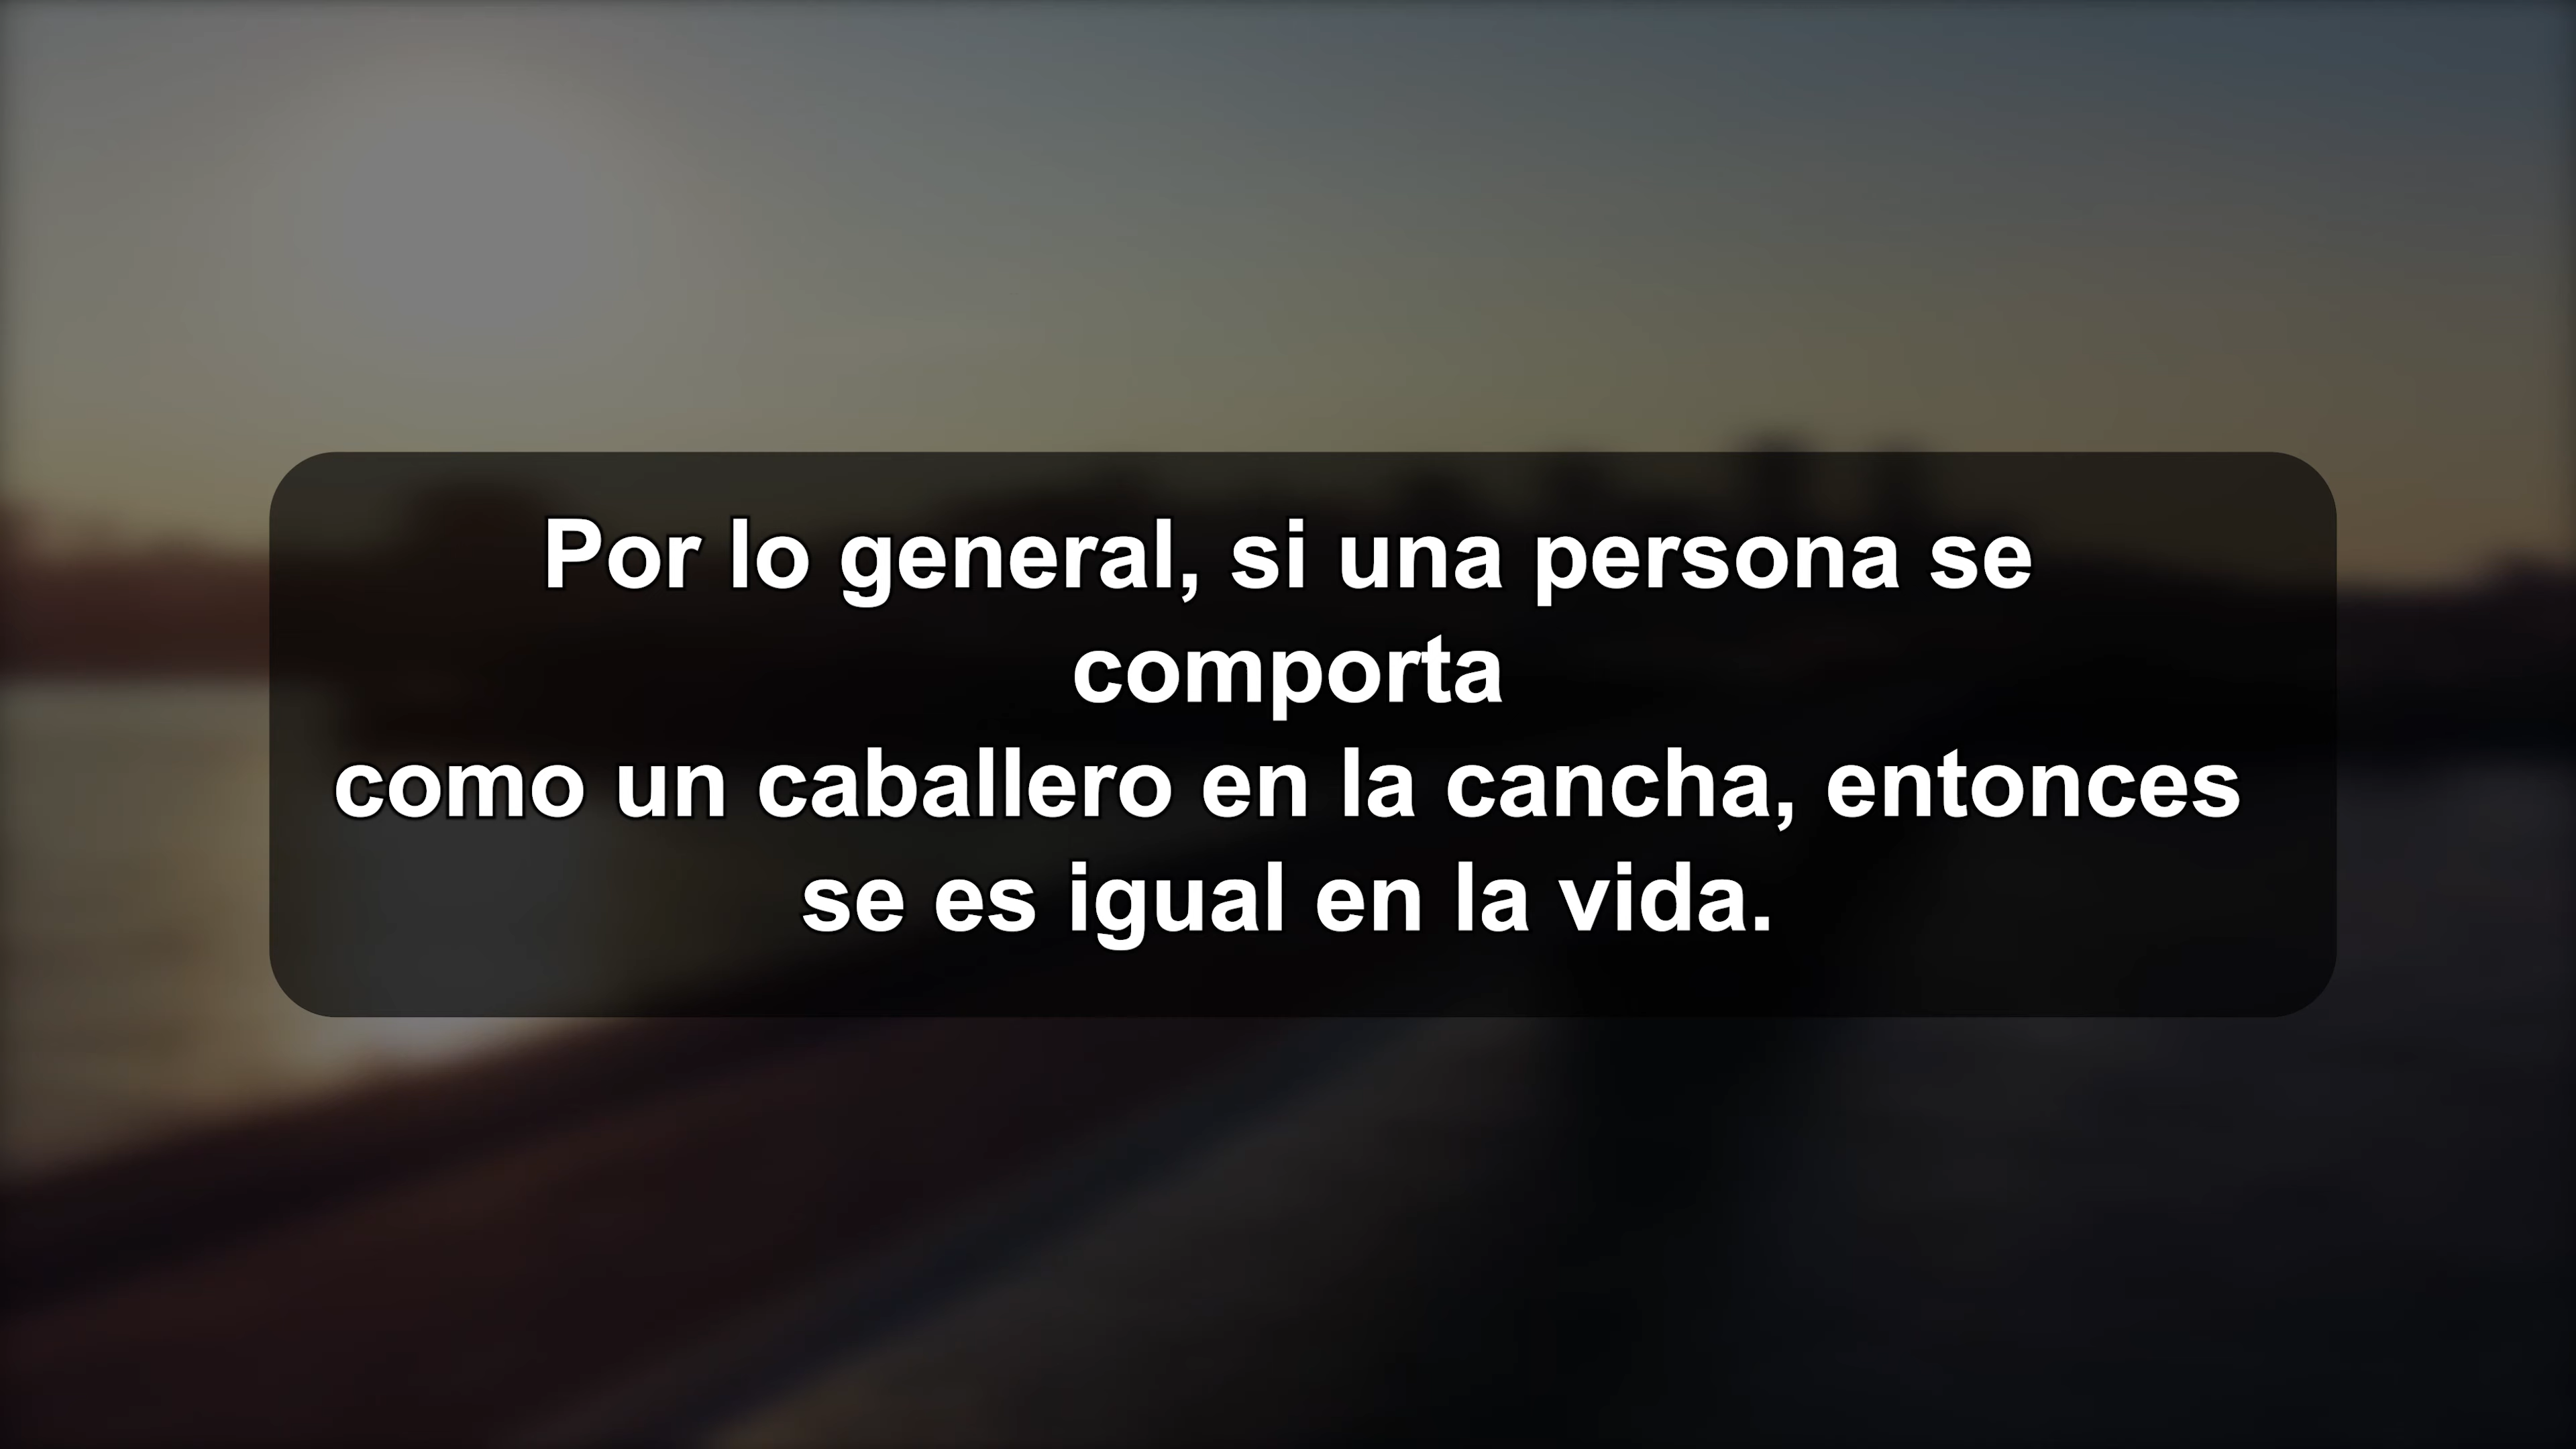 Por lo general, si una persona se
comporta
como un caballero en la cancha, entonces
se es igual en la vida.